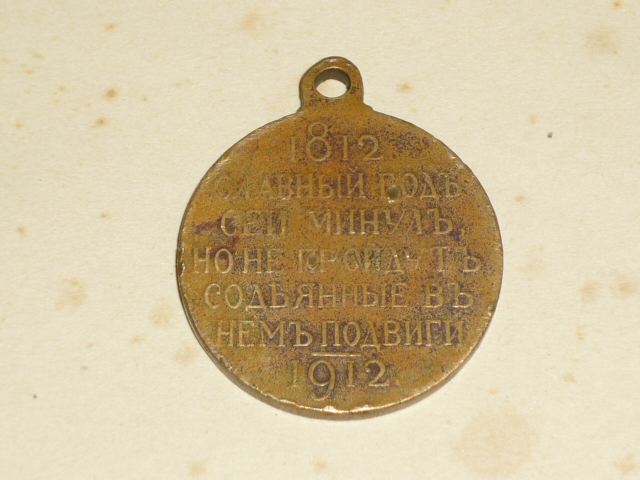 1812
СЛАВНЫЙ ГОДЪ
СЕЙ МИНУЛЪ
НО НЕ ПРОЙДУТЪ
СОДѢЯННЫЕ ВЪ
НЕМЪ ПОДВИГИ
1912